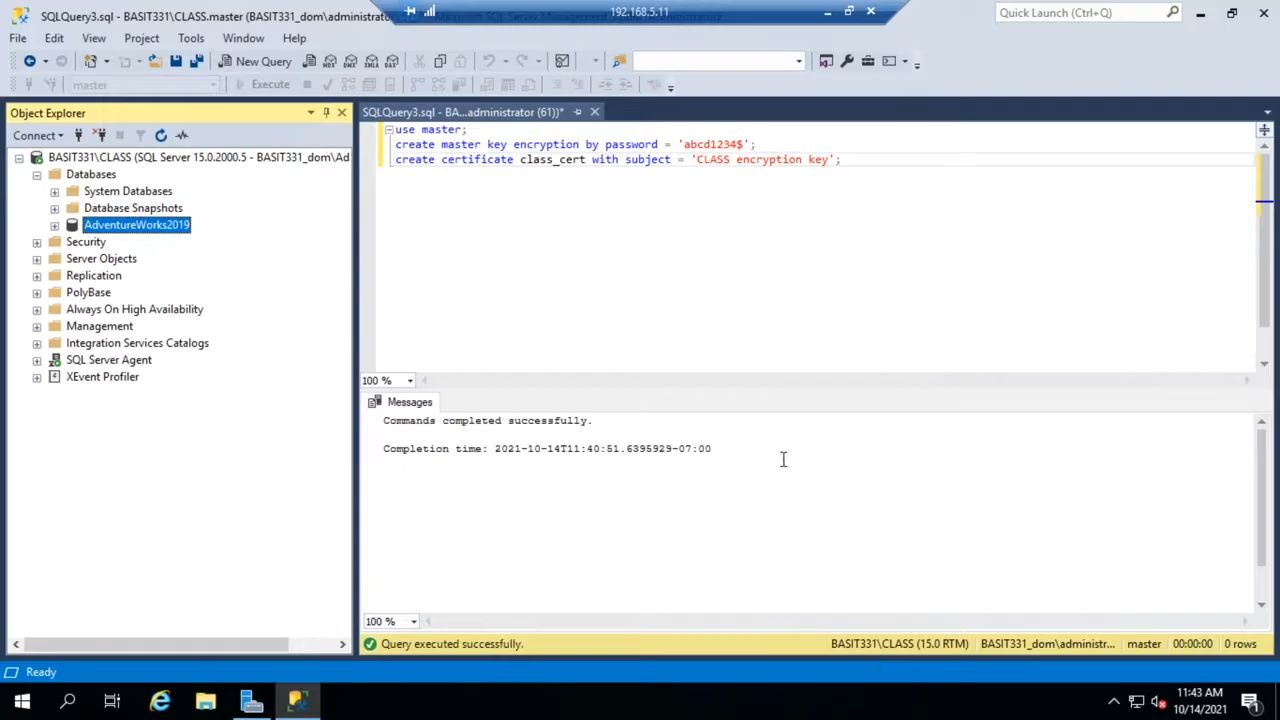 SQLQuery3.sql - BASIT331\CLASS.master (BASIT331_dom\administrator
192.168.5.11
Quick Launch (Ctrl+Q)
File Edit View Project Tools Window Help
New Query
MDX DMX XMLA DAX
master
Execute
Object Explorer
SQLQuery3.sql - BA...administrator (61))*
Connect
BASIT331\CLASS (SQL Server 15.0.2000.5 - BASIT331_dom\Ad
Databases
System Databases
Database Snapshots
AdventureWorks2019
Security
Server Objects
Replication
PolyBase
Always On High Availability
Management
Integration Services Catalogs
SQL Server Agent
XEvent Profiler
use master;
create master key encryption by password = 'abcd1234$';
create certificate class_cert with subject = 'CLASS encryption key';
100 %
Messages
Commands completed successfully.
Completion time: 2021-10-14T11:40:51.6395929-07:00
100 %
Query executed successfully.
BASIT331\CLASS (15.0 RTM) BASIT331_dom\administr... master 00:00:00 0 rows
Ready
11:43 AM
10/14/2021
1